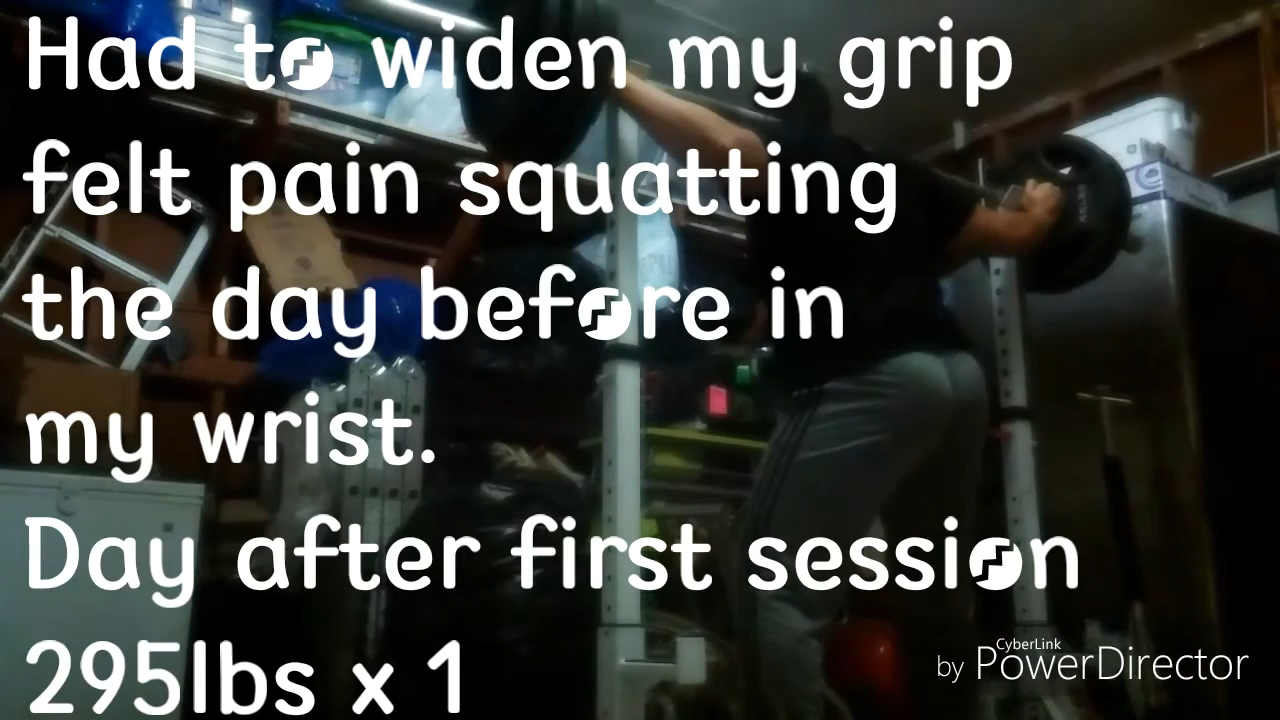 Had to widen my grip
felt pain squatting
the day before in
my wrist.
Day after first session
295lbs x 1
by CyberLink PowerDirector